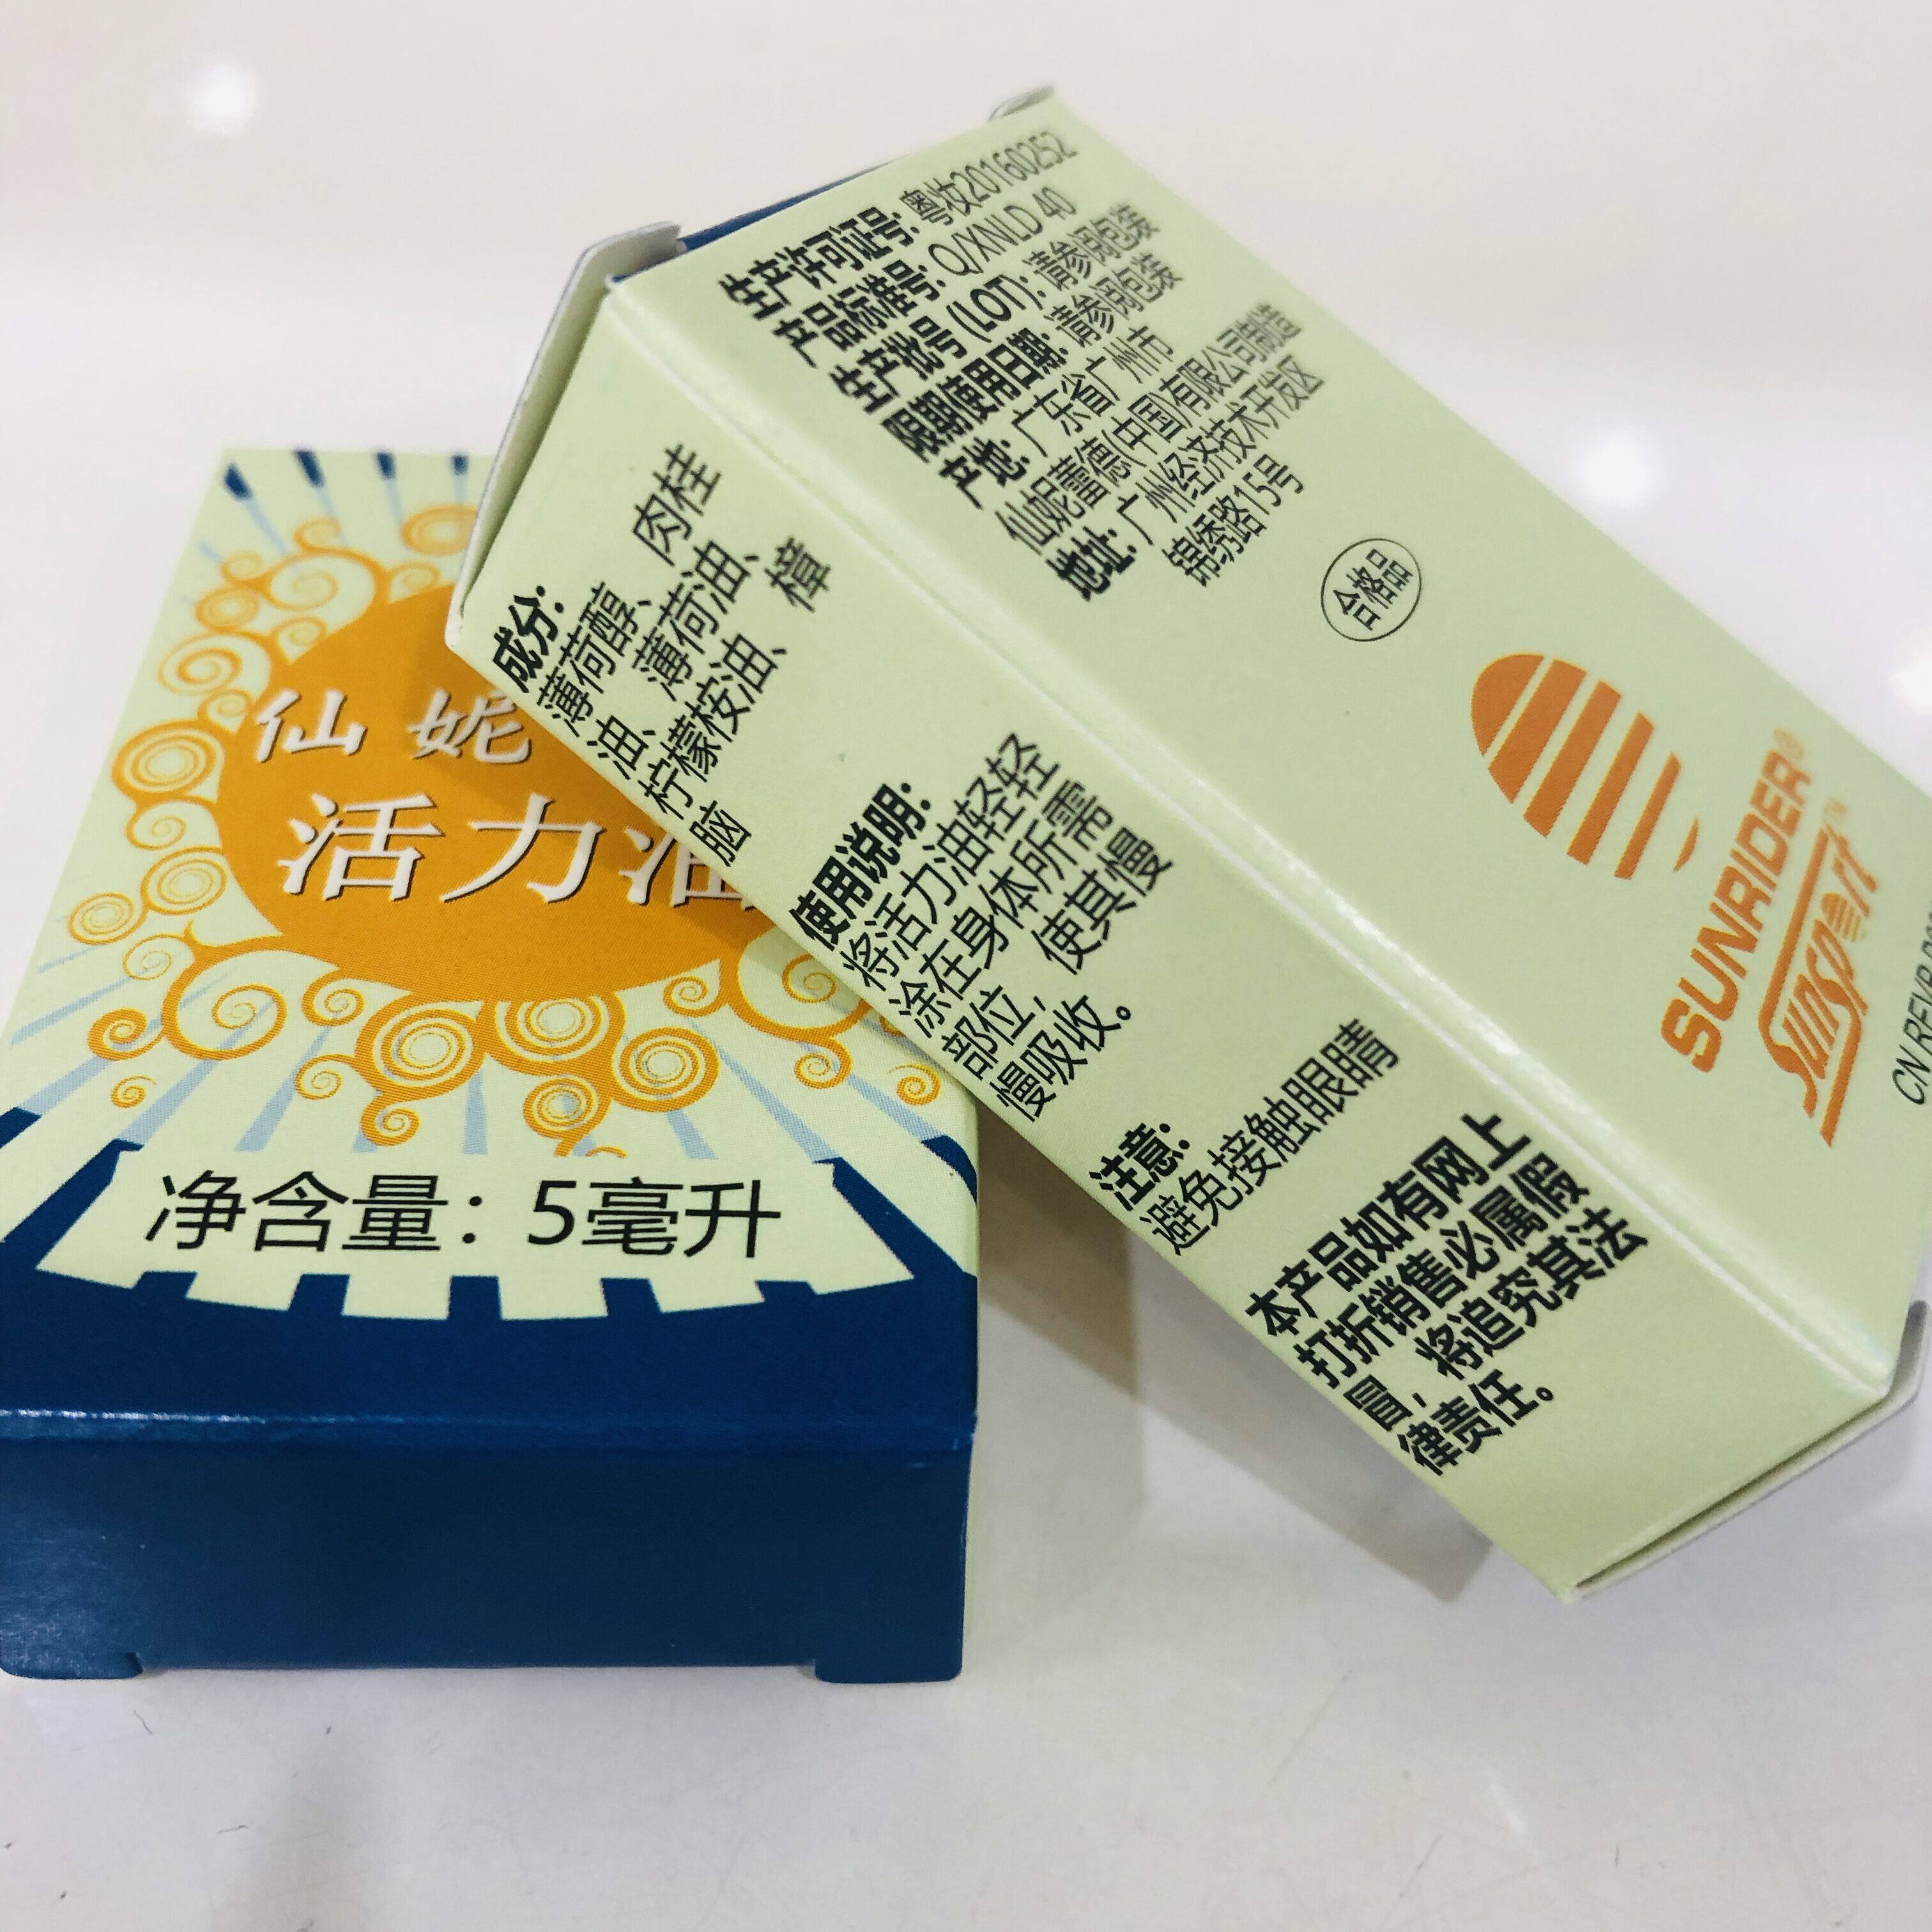 仙妮
活力油
净含量：5毫升
成分：
薄荷醇、肉桂
油、薄荷油、
柠檬桉油、樟
脑
使用说明：
将活力油轻轻
涂在身体所需
部位，使其慢
慢吸收。
注意：
避免接触眼睛
本产品如有网上
打折销售必属假
冒，将追究其法
律责任。
生产许可证号：粤妆20160252
产品标准号：Q/XNLD 40
生产批号(LOT)：请参阅包装
限期使用日期：请参阅包装
产地：广东省广州市
仙妮蕾德(中国)有限公司制造
地址：广州经济技术开发区
锦绣路15号
合格品
SUNRIDER®
Sunsport™
CN REV.B